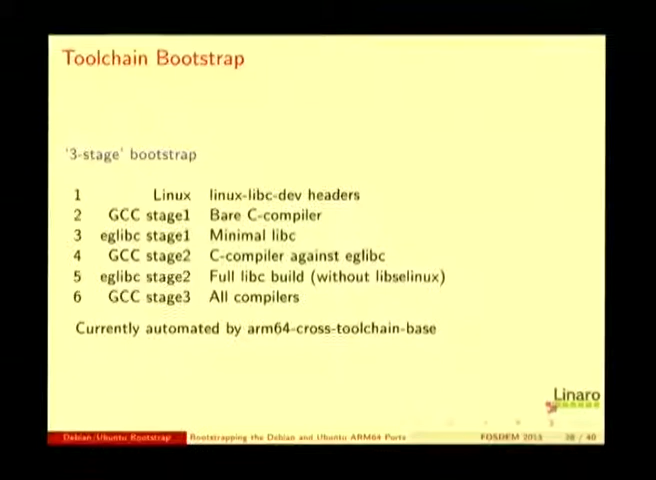 Toolchain Bootstrap
'3-stage' bootstrap
1 Linux linux-libc-dev headers
2 GCC stage1 Bare C-compiler
3 eglibc stage1 Minimal libc
4 GCC stage2 C-compiler against eglibc
5 eglibc stage2 Full libc build (without libselinux)
6 GCC stage3 All compilers
Currently automated by arm64-cross-toolchain-base
Linaro
Debian/Ubuntu Bootstrap Bootstrapping the Debian and Ubuntu ARM64 Ports FOSDEM 2013 / 40